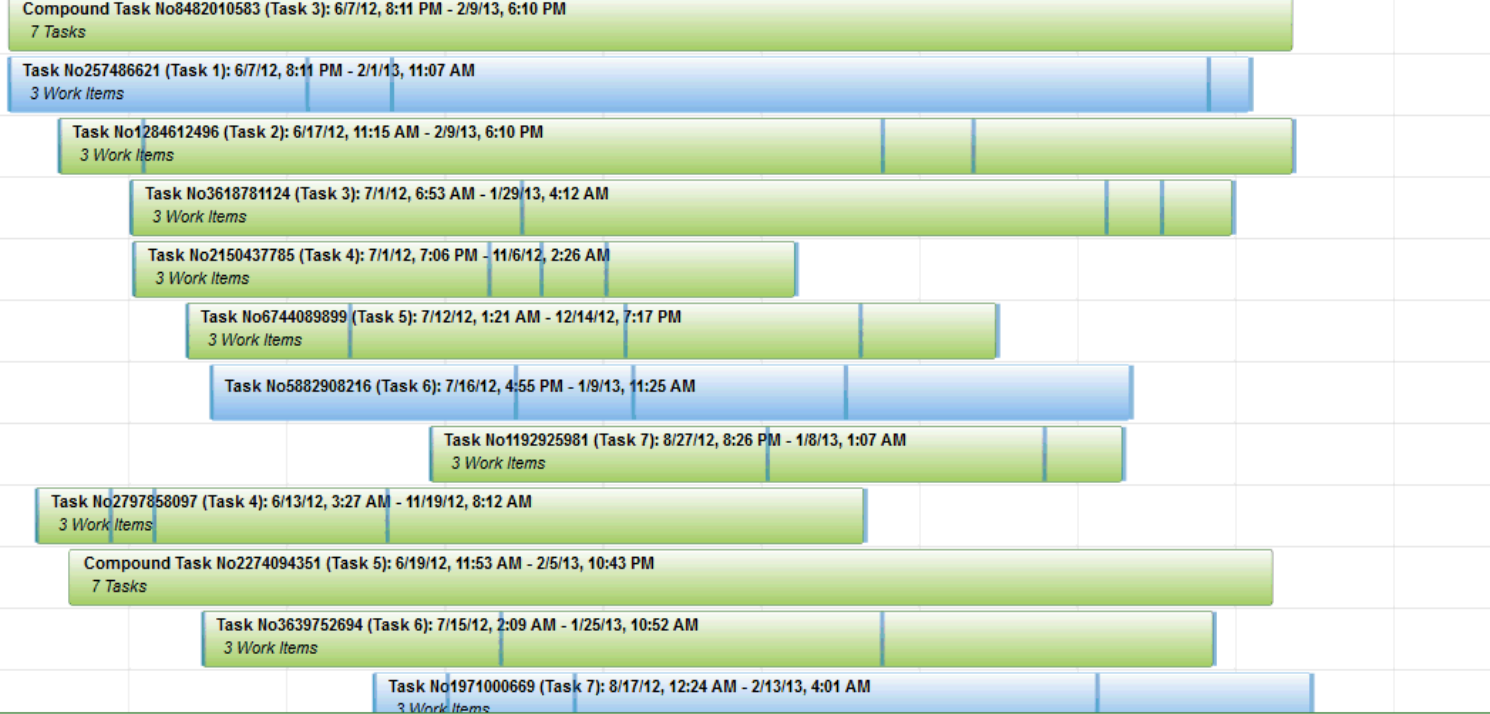 Compound Task No8482010583 (Task 3): 6/7/12, 8:11 PM - 2/9/13, 6:10 PM
7 Tasks
Task No257486621 (Task 1): 6/7/12, 8:11 PM - 2/1/13, 11:07 AM
3 Work Items
Task No1284612496 (Task 2): 6/17/12, 11:15 AM - 2/9/13, 6:10 PM
3 Work Items
Task No3618781124 (Task 3): 7/1/12, 6:53 AM - 1/29/13, 4:12 AM
3 Work Items
Task No2150437785 (Task 4): 7/1/12, 7:06 PM - 11/6/12, 2:26 AM
3 Work Items
Task No6744089899 (Task 5): 7/12/12, 1:21 AM - 12/14/12, 7:17 PM
3 Work Items
Task No5882908216 (Task 6): 7/16/12, 4:55 PM - 1/9/13, 11:25 AM
Task No1192925981 (Task 7): 8/27/12, 8:26 PM - 1/8/13, 1:07 AM
3 Work Items
Task No2797858097 (Task 4): 6/13/12, 3:27 AM - 11/19/12, 8:12 AM
3 Work Items
Compound Task No2274094351 (Task 5): 6/19/12, 11:53 AM - 2/5/13, 10:43 PM
7 Tasks
Task No3639752694 (Task 6): 7/15/12, 2:09 AM - 1/25/13, 10:52 AM
3 Work Items
Task No1971000669 (Task 7): 8/17/12, 12:24 AM - 2/13/13, 4:01 AM
3 Work Items